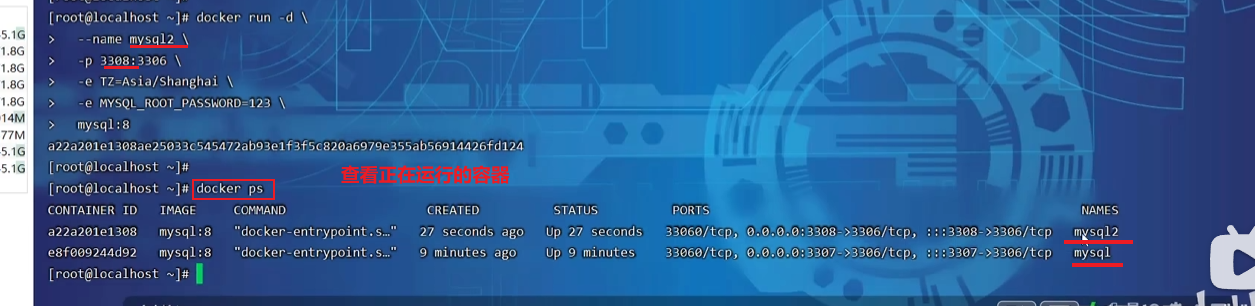 [root@localhost ~]# docker run -d \
>   --name mysql2 \
>   -p 3308:3306 \
>   -e TZ=Asia/Shanghai \
>   -e MYSQL_ROOT_PASSWORD=123 \
>   mysql:8
a22a201e1308ae25033c545472ab93e1f3f5c820a6979e355ab56914426fd124
[root@localhost ~]#
[root@localhost ~]# docker ps
查看正在运行的容器
CONTAINER ID   IMAGE     COMMAND                  CREATED          STATUS          PORTS                                                  NAMES
a22a201e1308   mysql:8   "docker-entrypoint.s…"   27 seconds ago   Up 27 seconds   33060/tcp, 0.0.0.0:3308->3306/tcp, :::3308->3306/tcp   mysql2
e8f009244d92   mysql:8   "docker-entrypoint.s…"   9 minutes ago    Up 9 minutes    33060/tcp, 0.0.0.0:3307->3306/tcp, :::3307->3306/tcp   mysql
[root@localhost ~]#
5.1G
1.8G
1.8G
1.8G
1.8G
14M
77M
5.1G
5.1G